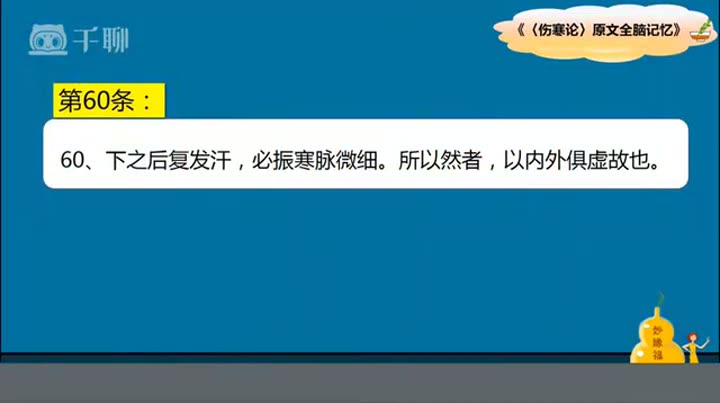 千聊
《〈伤寒论〉原文全脑记忆》
第60条：
60、下之后复发汗，必振寒脉微细。所以然者，以内外俱虚故也。
妙
缘
福